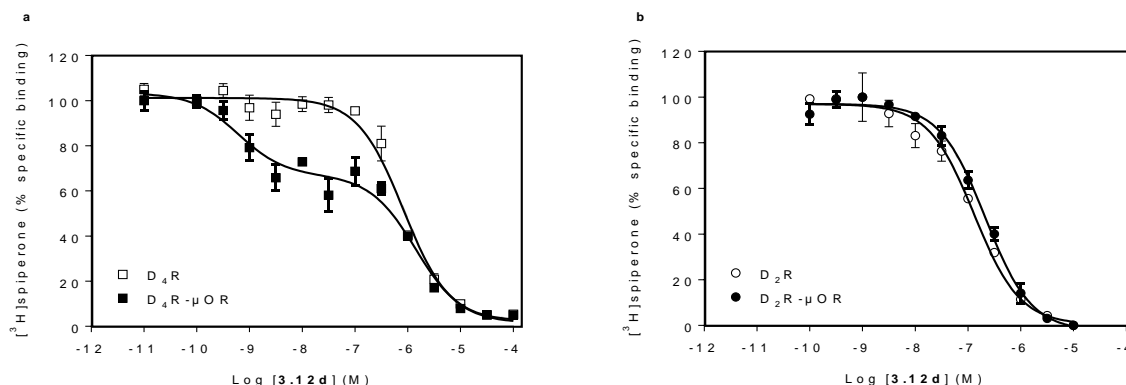 a
[³H]spiperone (% specific binding)
120
100
80
60
40
20
0
D₄R
D₄R-µOR
-12 -11 -10 -9 -8 -7 -6 -5 -4
Log [3.12d] (M)
b
[³H]spiperone (% specific binding)
120
100
80
60
40
20
0
D₂R
D₂R-µOR
-12 -11 -10 -9 -8 -7 -6 -5 -4
Log [3.12d] (M)